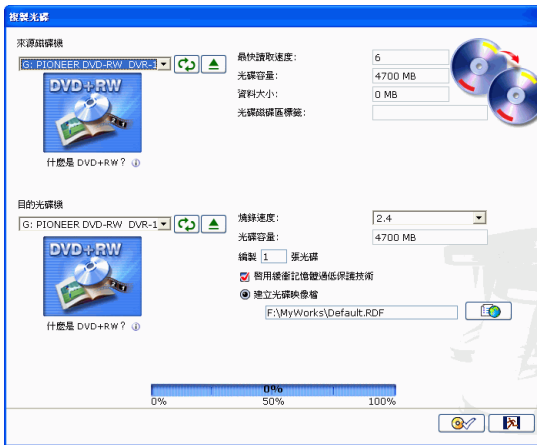 複製光碟
來源磁碟機
G: PIONEER DVD-RW DVR-1
DVD+RW
什麼是 DVD+RW?
最快讀取速度: 6
光碟容量: 4700 MB
資料大小: 0 MB
光碟磁碟區標籤:
目的光碟機
G: PIONEER DVD-RW DVR-1
DVD+RW
什麼是 DVD+RW?
燒錄速度: 2.4
光碟容量: 4700 MB
編製 1 張光碟
啓用緩衝記憶體過低保護技術
建立光碟映像檔
F:\MyWorks\Default.RDF
0%
0% 50% 100%